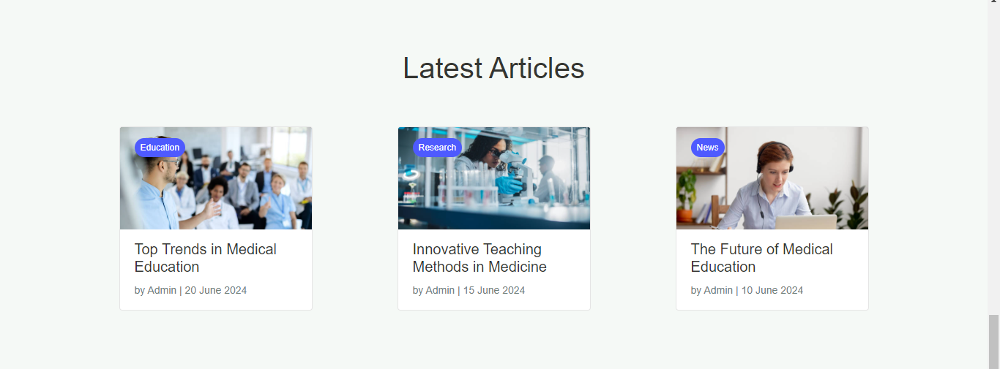 Latest Articles
Education
Research
News
Top Trends in Medical
Education
by Admin | 20 June 2024
Innovative Teaching
Methods in Medicine
by Admin | 15 June 2024
The Future of Medical
Education
by Admin | 10 June 2024